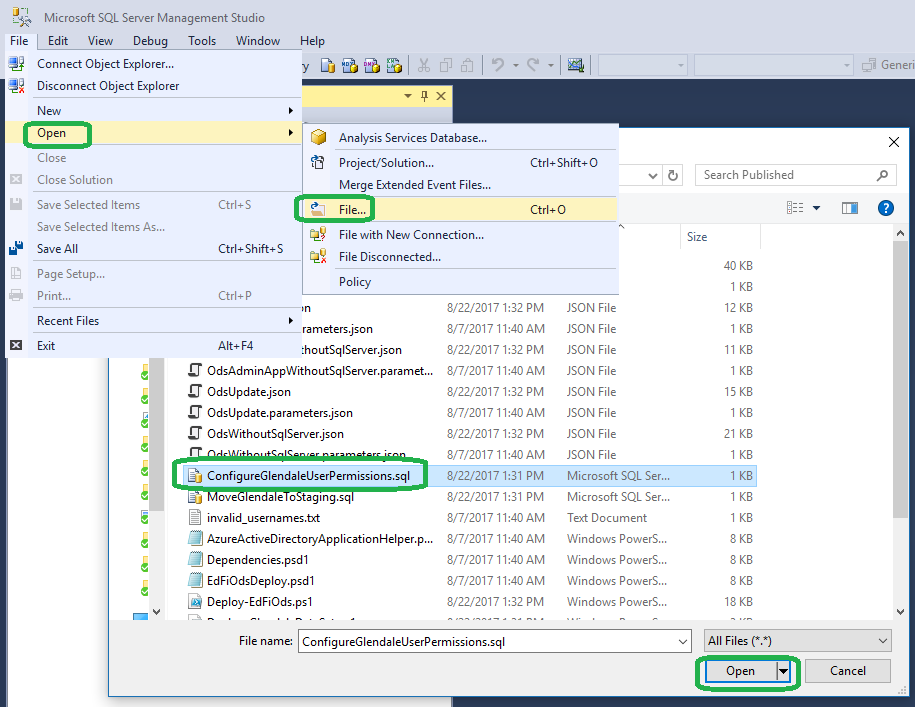 Microsoft SQL Server Management Studio
File Edit View Debug Tools Window Help
Generi
Connect Object Explorer...
Disconnect Object Explorer
New
Open
Close
Close Solution
Save Selected Items Ctrl+S
Save Selected Items As...
Save All Ctrl+Shift+S
Page Setup...
Print... Ctrl+P
Recent Files
Exit Alt+F4
Analysis Services Database...
Project/Solution... Ctrl+Shift+O
Merge Extended Event Files...
File... Ctrl+O
File with New Connection...
File Disconnected...
Policy
Search Published
Size
40 KB
1 KB
on 8/22/2017 1:32 PM JSON File 12 KB
rameters.json 8/7/2017 11:40 AM JSON File 1 KB
houtSqlServer.json 8/22/2017 1:32 PM JSON File 11 KB
OdsAdminAppWithoutSqlServer.paramet... 8/7/2017 11:40 AM JSON File 1 KB
OdsUpdate.json 8/22/2017 1:32 PM JSON File 15 KB
OdsUpdate.parameters.json 8/7/2017 11:40 AM JSON File 1 KB
OdsWithoutSqlServer.json 8/22/2017 1:32 PM JSON File 21 KB
OdsWithoutSqlServer.parameters.json 8/7/2017 11:40 AM JSON File 1 KB
ConfigureGlendaleUserPermissions.sql 8/22/2017 1:31 PM Microsoft SQL Ser... 1 KB
MoveGlendaleToStaging.sql 8/22/2017 1:31 PM Microsoft SQL Ser... 1 KB
invalid_usernames.txt 8/7/2017 11:40 AM Text Document 1 KB
AzureActiveDirectoryApplicationHelper.p... 8/7/2017 11:40 AM Windows PowerS... 8 KB
Dependencies.psd1 8/7/2017 11:40 AM Windows PowerS... 8 KB
EdFiOdsDeploy.psd1 8/7/2017 11:40 AM Windows PowerS... 8 KB
Deploy-EdFiOds.ps1 8/22/2017 1:32 PM Windows PowerS... 18 KB
File name: ConfigureGlendaleUserPermissions.sql All Files (*.*)
Open Cancel